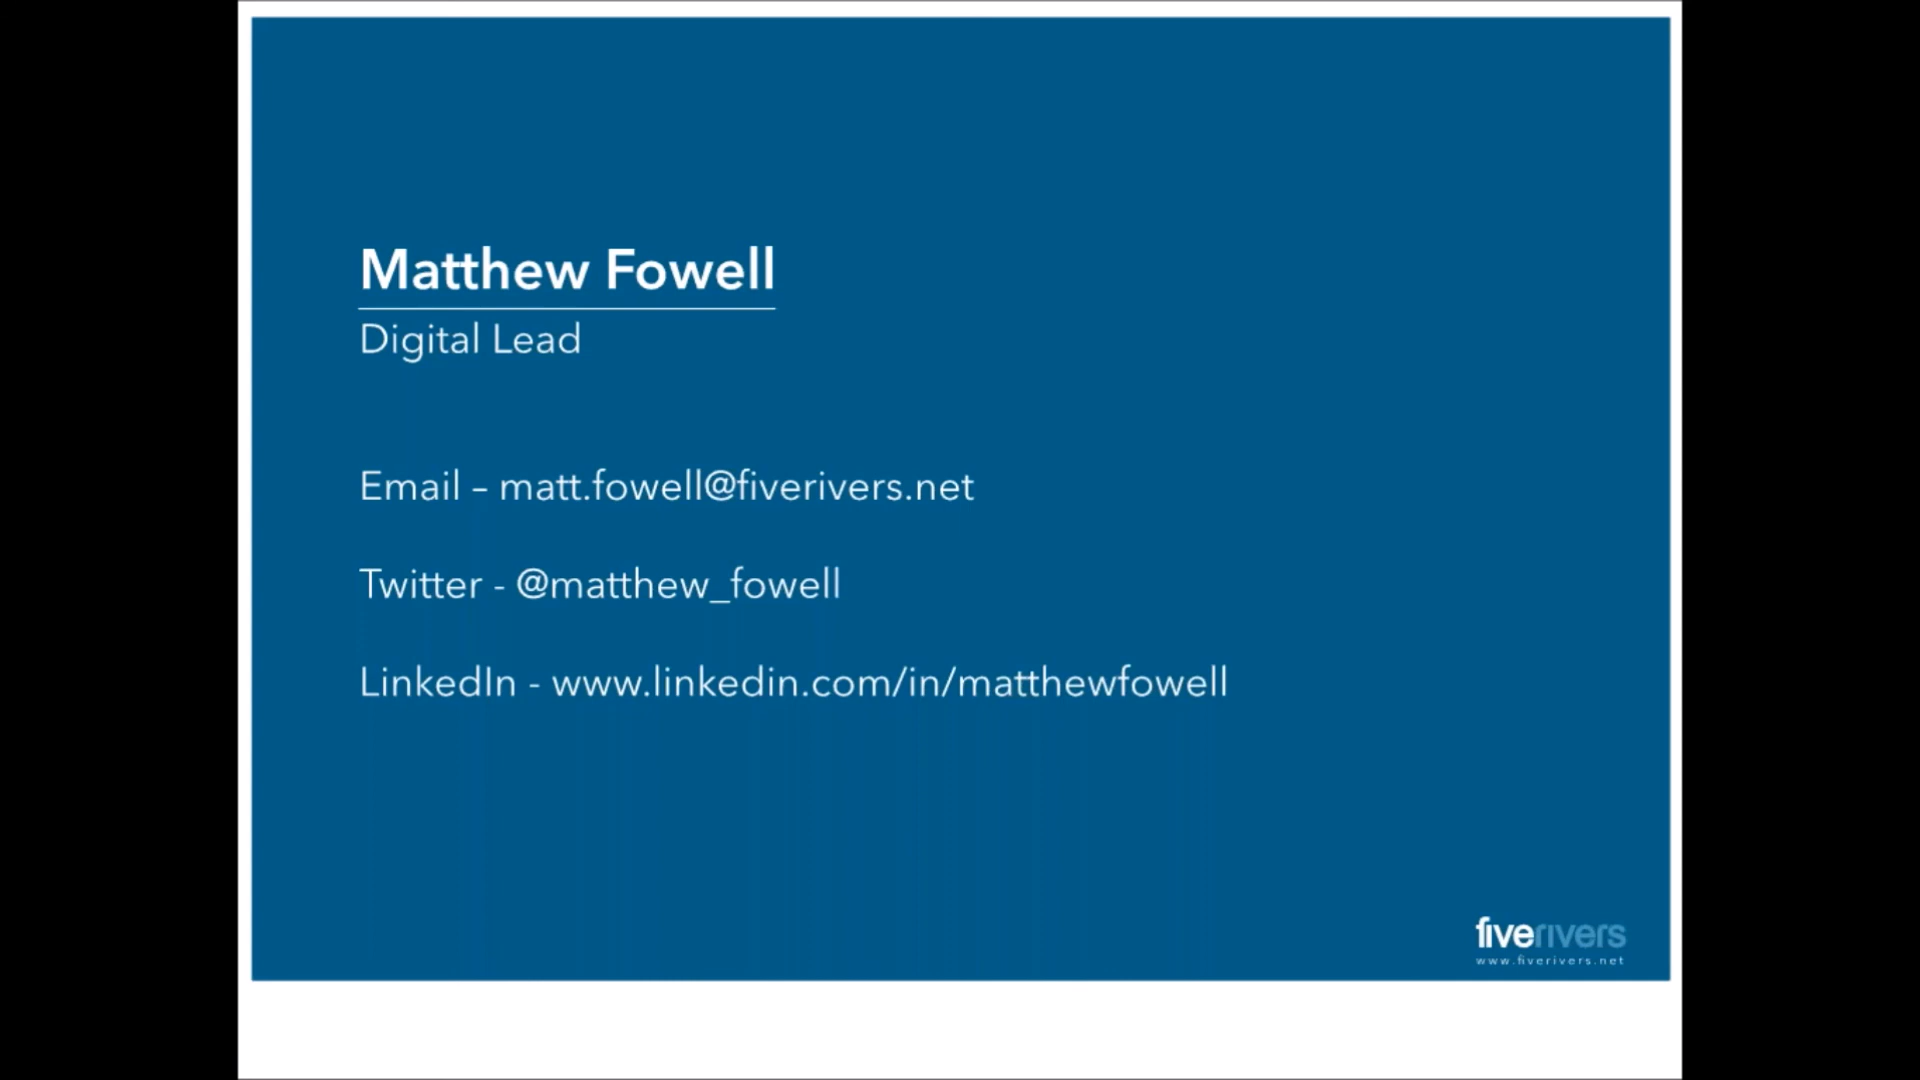 Matthew Fowell
Digital Lead
Email – matt.fowell@fiverivers.net
Twitter - @matthew_fowell
LinkedIn - www.linkedin.com/in/matthewfowell
fiverivers
www.fiverivers.net